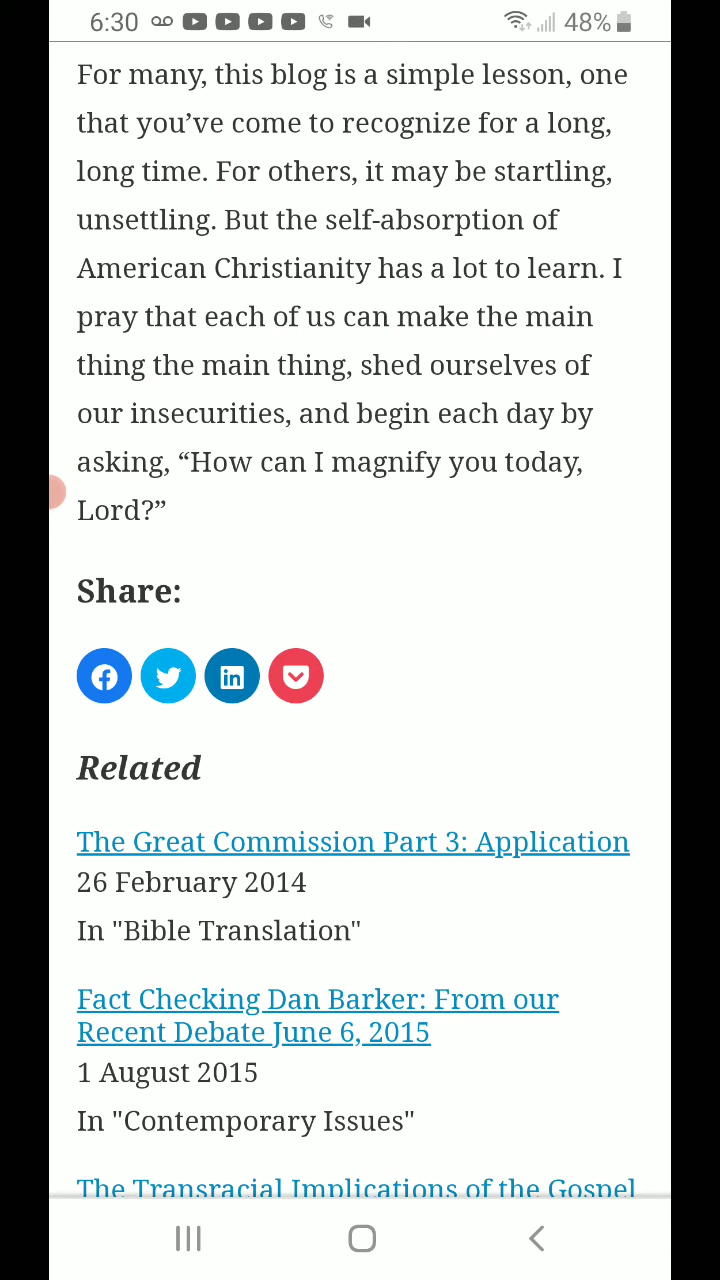 6:30
48%
For many, this blog is a simple lesson, one
that you’ve come to recognize for a long,
long time. For others, it may be startling,
unsettling. But the self-absorption of
American Christianity has a lot to learn. I
pray that each of us can make the main
thing the main thing, shed ourselves of
our insecurities, and begin each day by
asking, “How can I magnify you today,
Lord?”
Share:
Related
The Great Commission Part 3: Application
26 February 2014
In "Bible Translation"
Fact Checking Dan Barker: From our
Recent Debate June 6, 2015
1 August 2015
In "Contemporary Issues"
The Transracial Implications of the Gospel